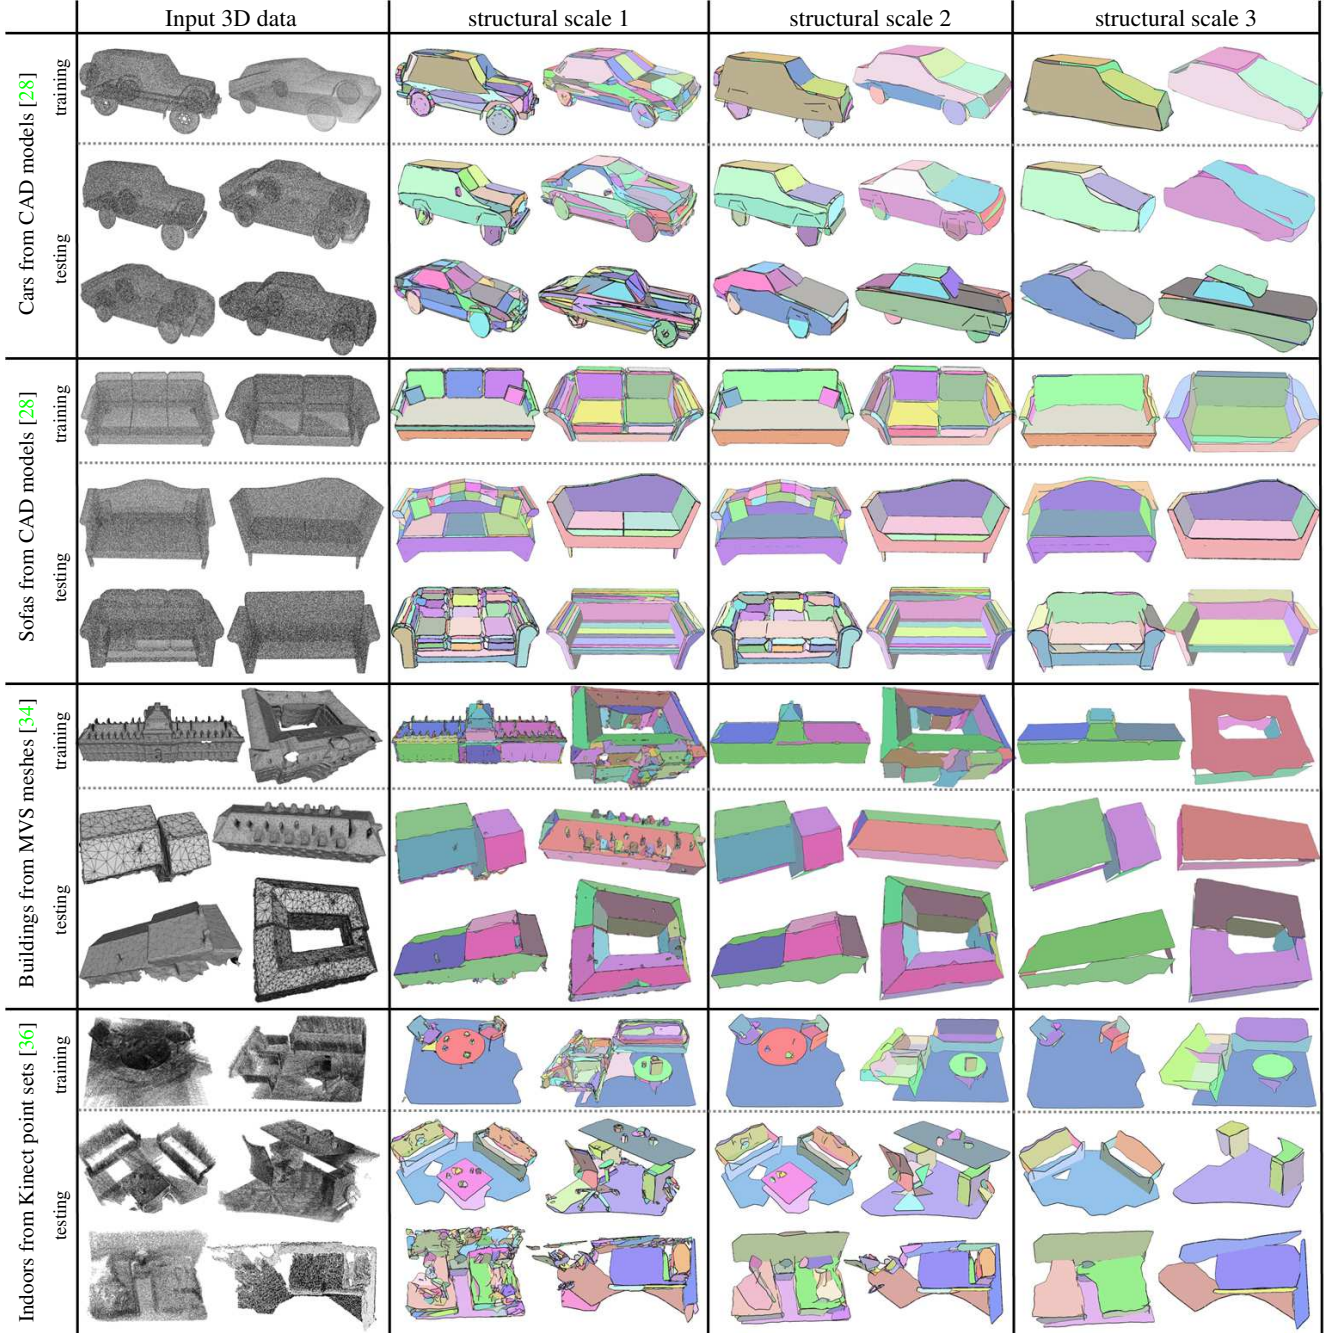 Input 3D data
structural scale 1
structural scale 2
structural scale 3
Cars from CAD models [28]
training
testing
Sofas from CAD models [28]
training
testing
Buildings from MVS meshes [34]
training
testing
Indoors from Kinect point sets [36]
training
testing